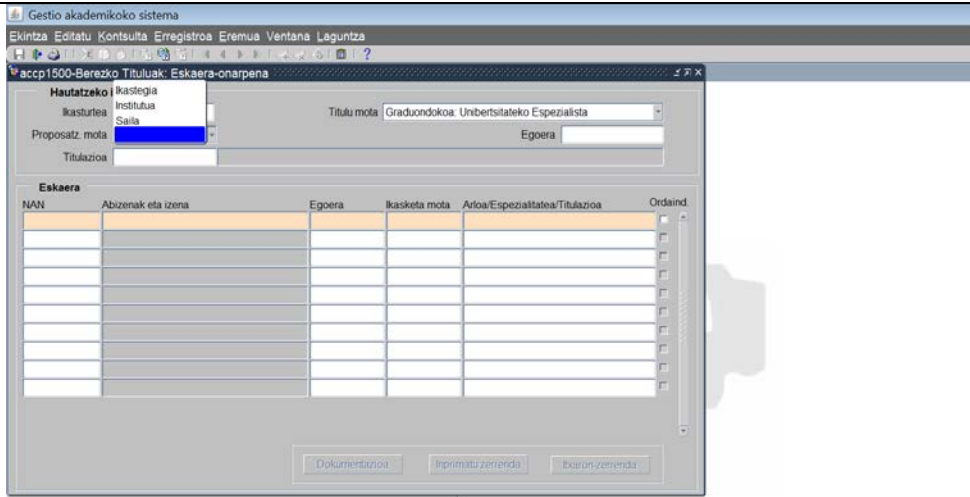 Gestio akademikoko sistema
Ekintza Editatu Kontsulta Erregistroa Eremua Ventana Laguntza
accp1500-Berezko Tituluak: Eskaera-onarpena
Hautatzeko i
Ikastegia
Institutua
Saila
Ikasturtea
Titulu mota Graduondokoa: Unibertsitateko Espezialista
Proposatz. mota
Egoera
Titulazioa
Eskaera
NAN Abizenak eta izena Egoera Ikasketa mota Arloa/Espezialitatea/Titulazioa Ordaind.
Dokumentazioa Inprimatu zerrenda